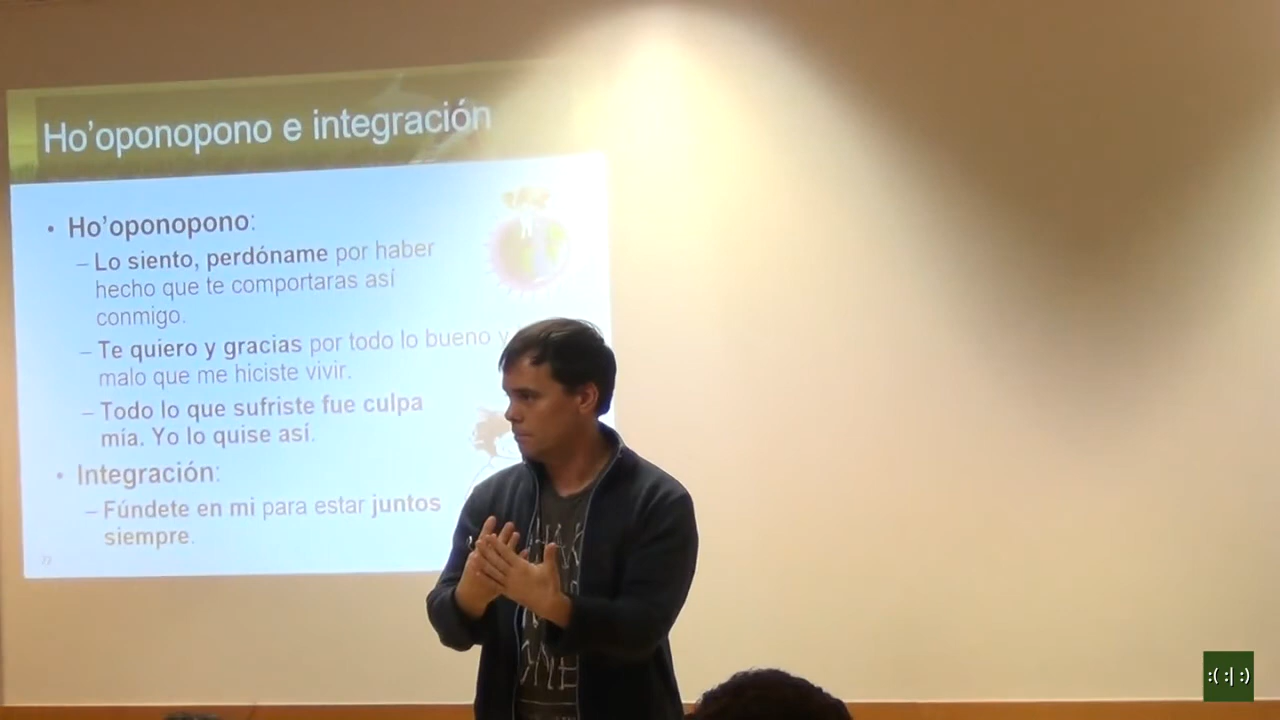 Ho'oponopono e integración
• Ho'oponopono:
– Lo siento, perdóname por haber
hecho que te comportaras así
conmigo.
– Te quiero y gracias por todo lo bueno y
malo que me hiciste vivir.
– Todo lo que sufriste fue culpa
mía. Yo lo quise así.
• Integración:
– Fúndete en mi para estar juntos
siempre.
77
:( :| :)